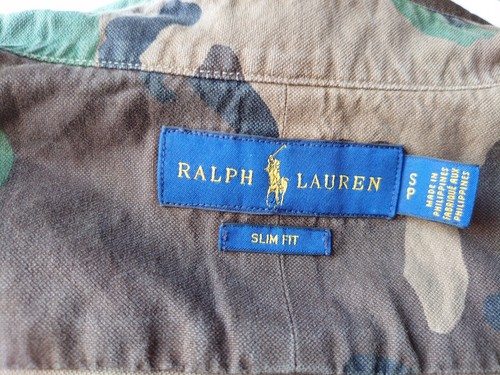 RALPH LAUREN
SLIM FIT
S
P
MADE IN
PHILIPPINES
FABRIQUÉ AUX
PHILIPPINES